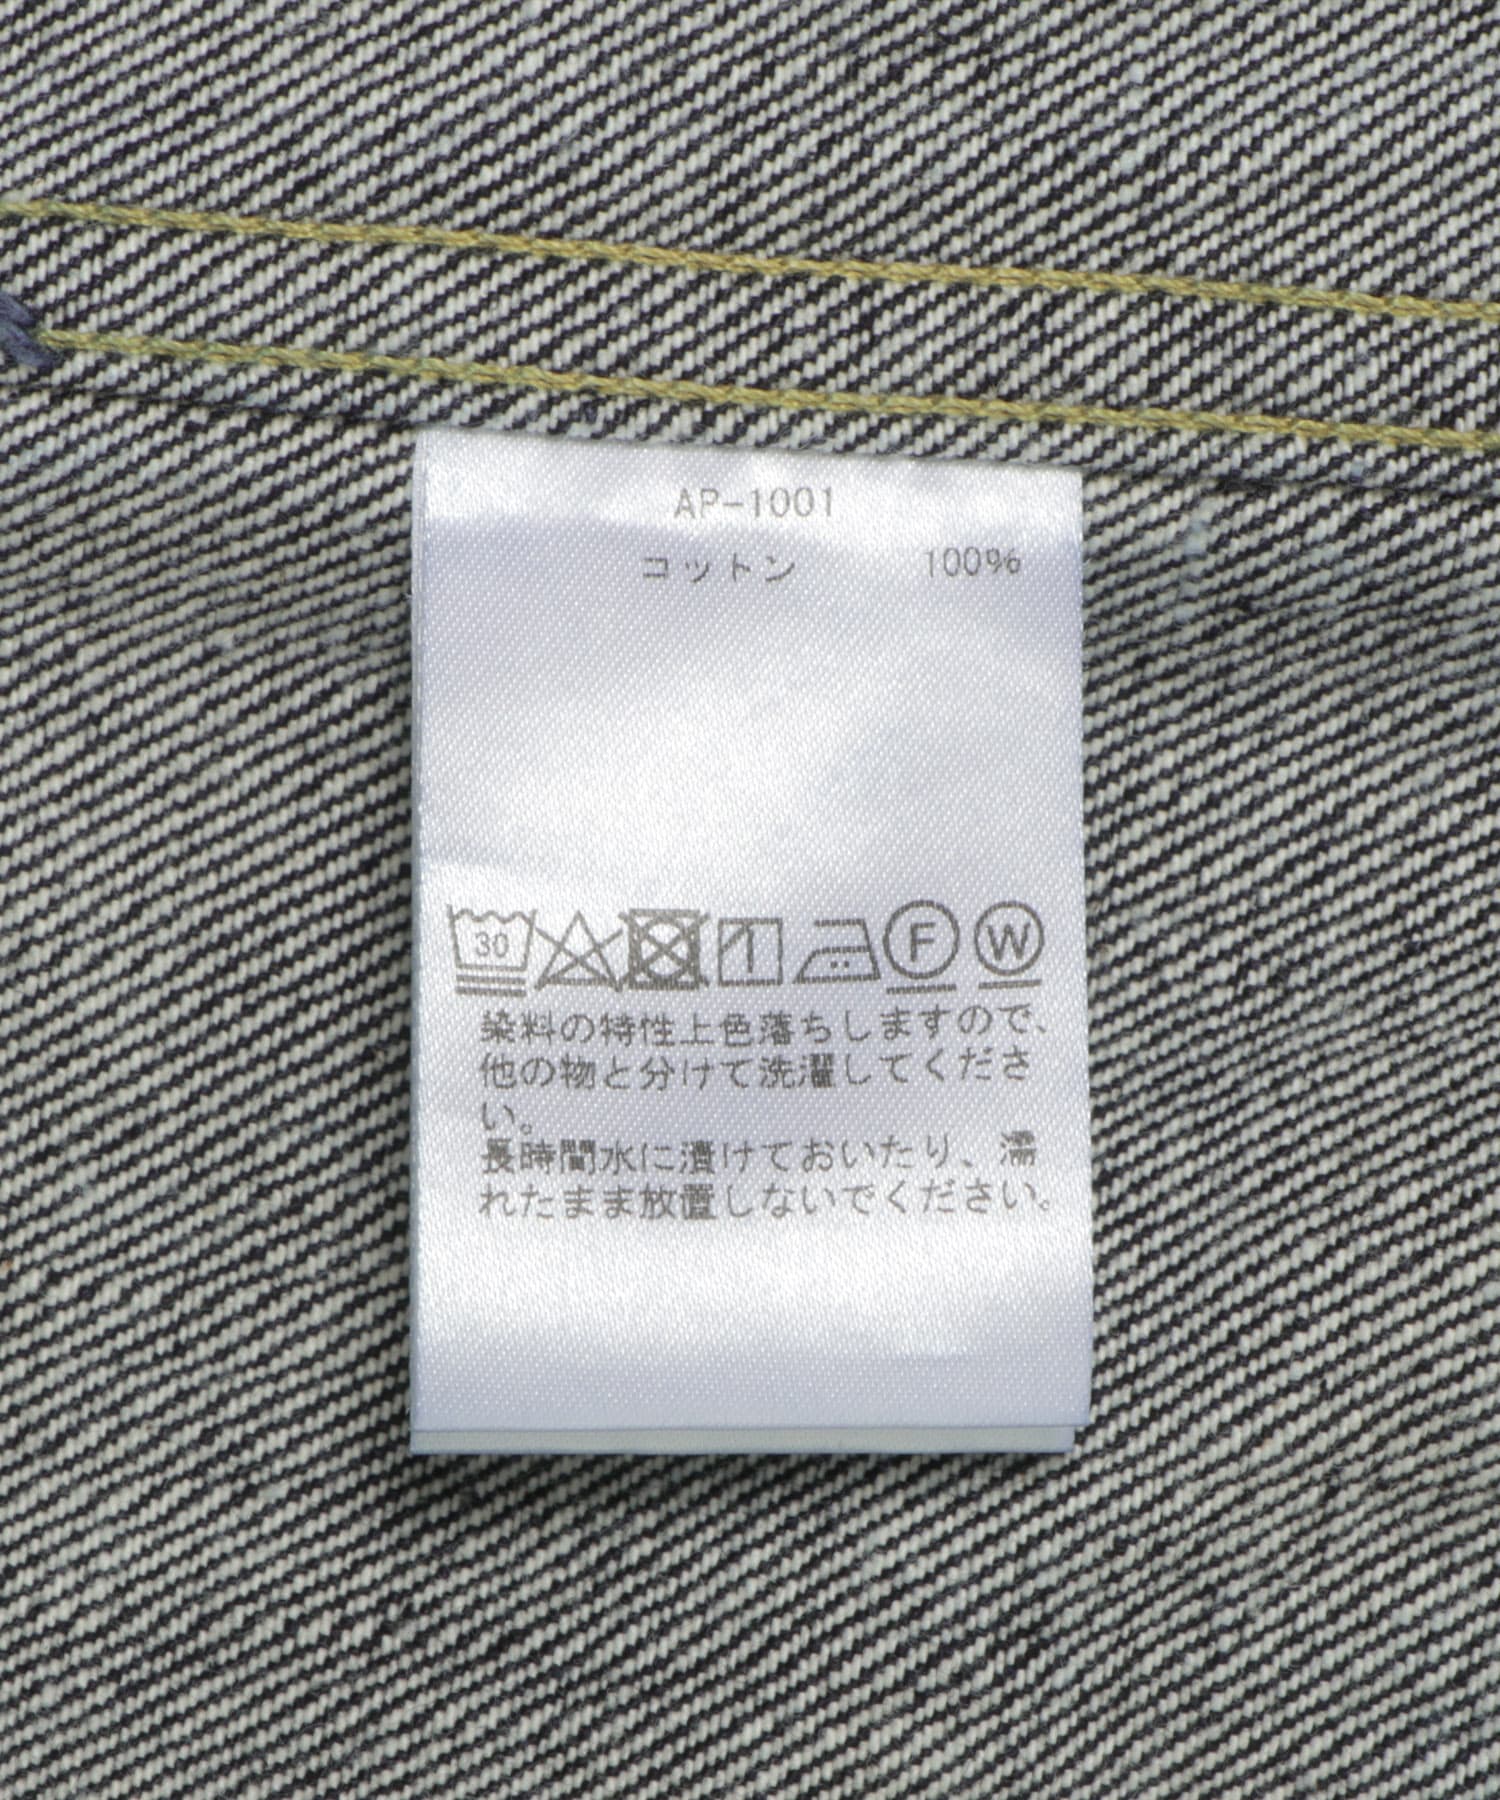 AP-1001
コットン 100%
30 F W
染料の特性上色落ちしますので、
他の物と分けて洗濯してくださ
い。
長時間水に漬けておいたり、濡
れたまま放置しないでください。